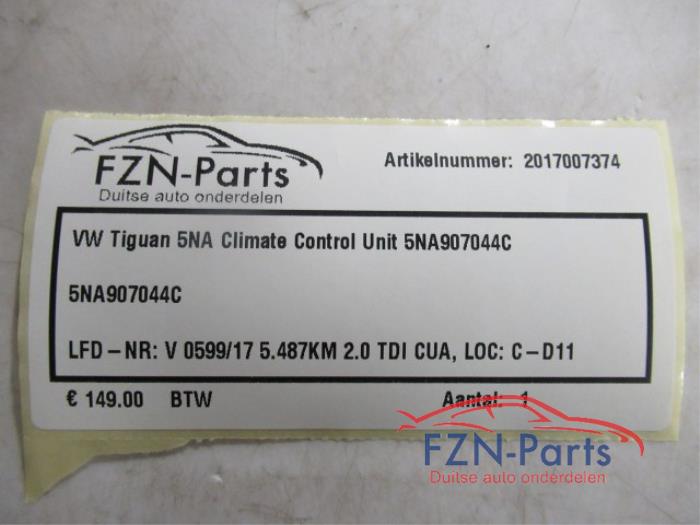 FZN-Parts
Duitse auto onderdelen
Artikelnummer: 2017007374
VW Tiguan 5NA Climate Control Unit 5NA907044C
5NA907044C
LFD-NR: V 0599/17 5.487KM 2.0 TDI CUA, LOC: C-D11
€ 149.00 BTW Aantal: 1
FZN-Parts
Duitse auto onderdelen